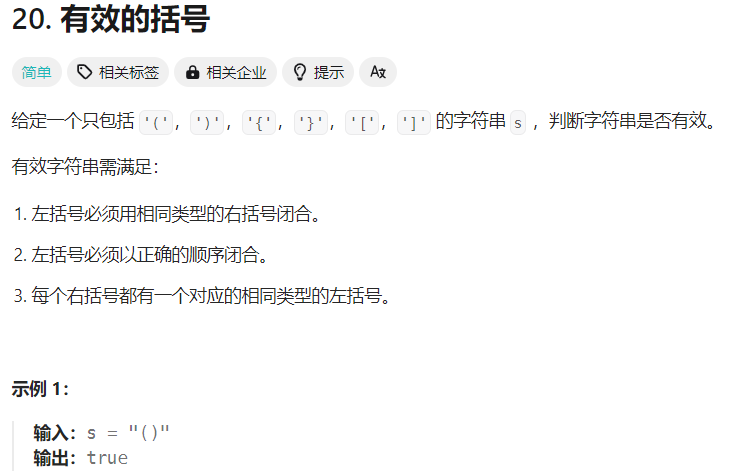 20. 有效的括号
简单 相关标签 相关企业 提示 Aあ
给定一个只包括 '('，')'，'{'，'}'，'['，']' 的字符串 s ，判断字符串是否有效。
有效字符串需满足：
1. 左括号必须用相同类型的右括号闭合。
2. 左括号必须以正确的顺序闭合。
3. 每个右括号都有一个对应的相同类型的左括号。
示例 1：
输入：s = "()"
输出：true